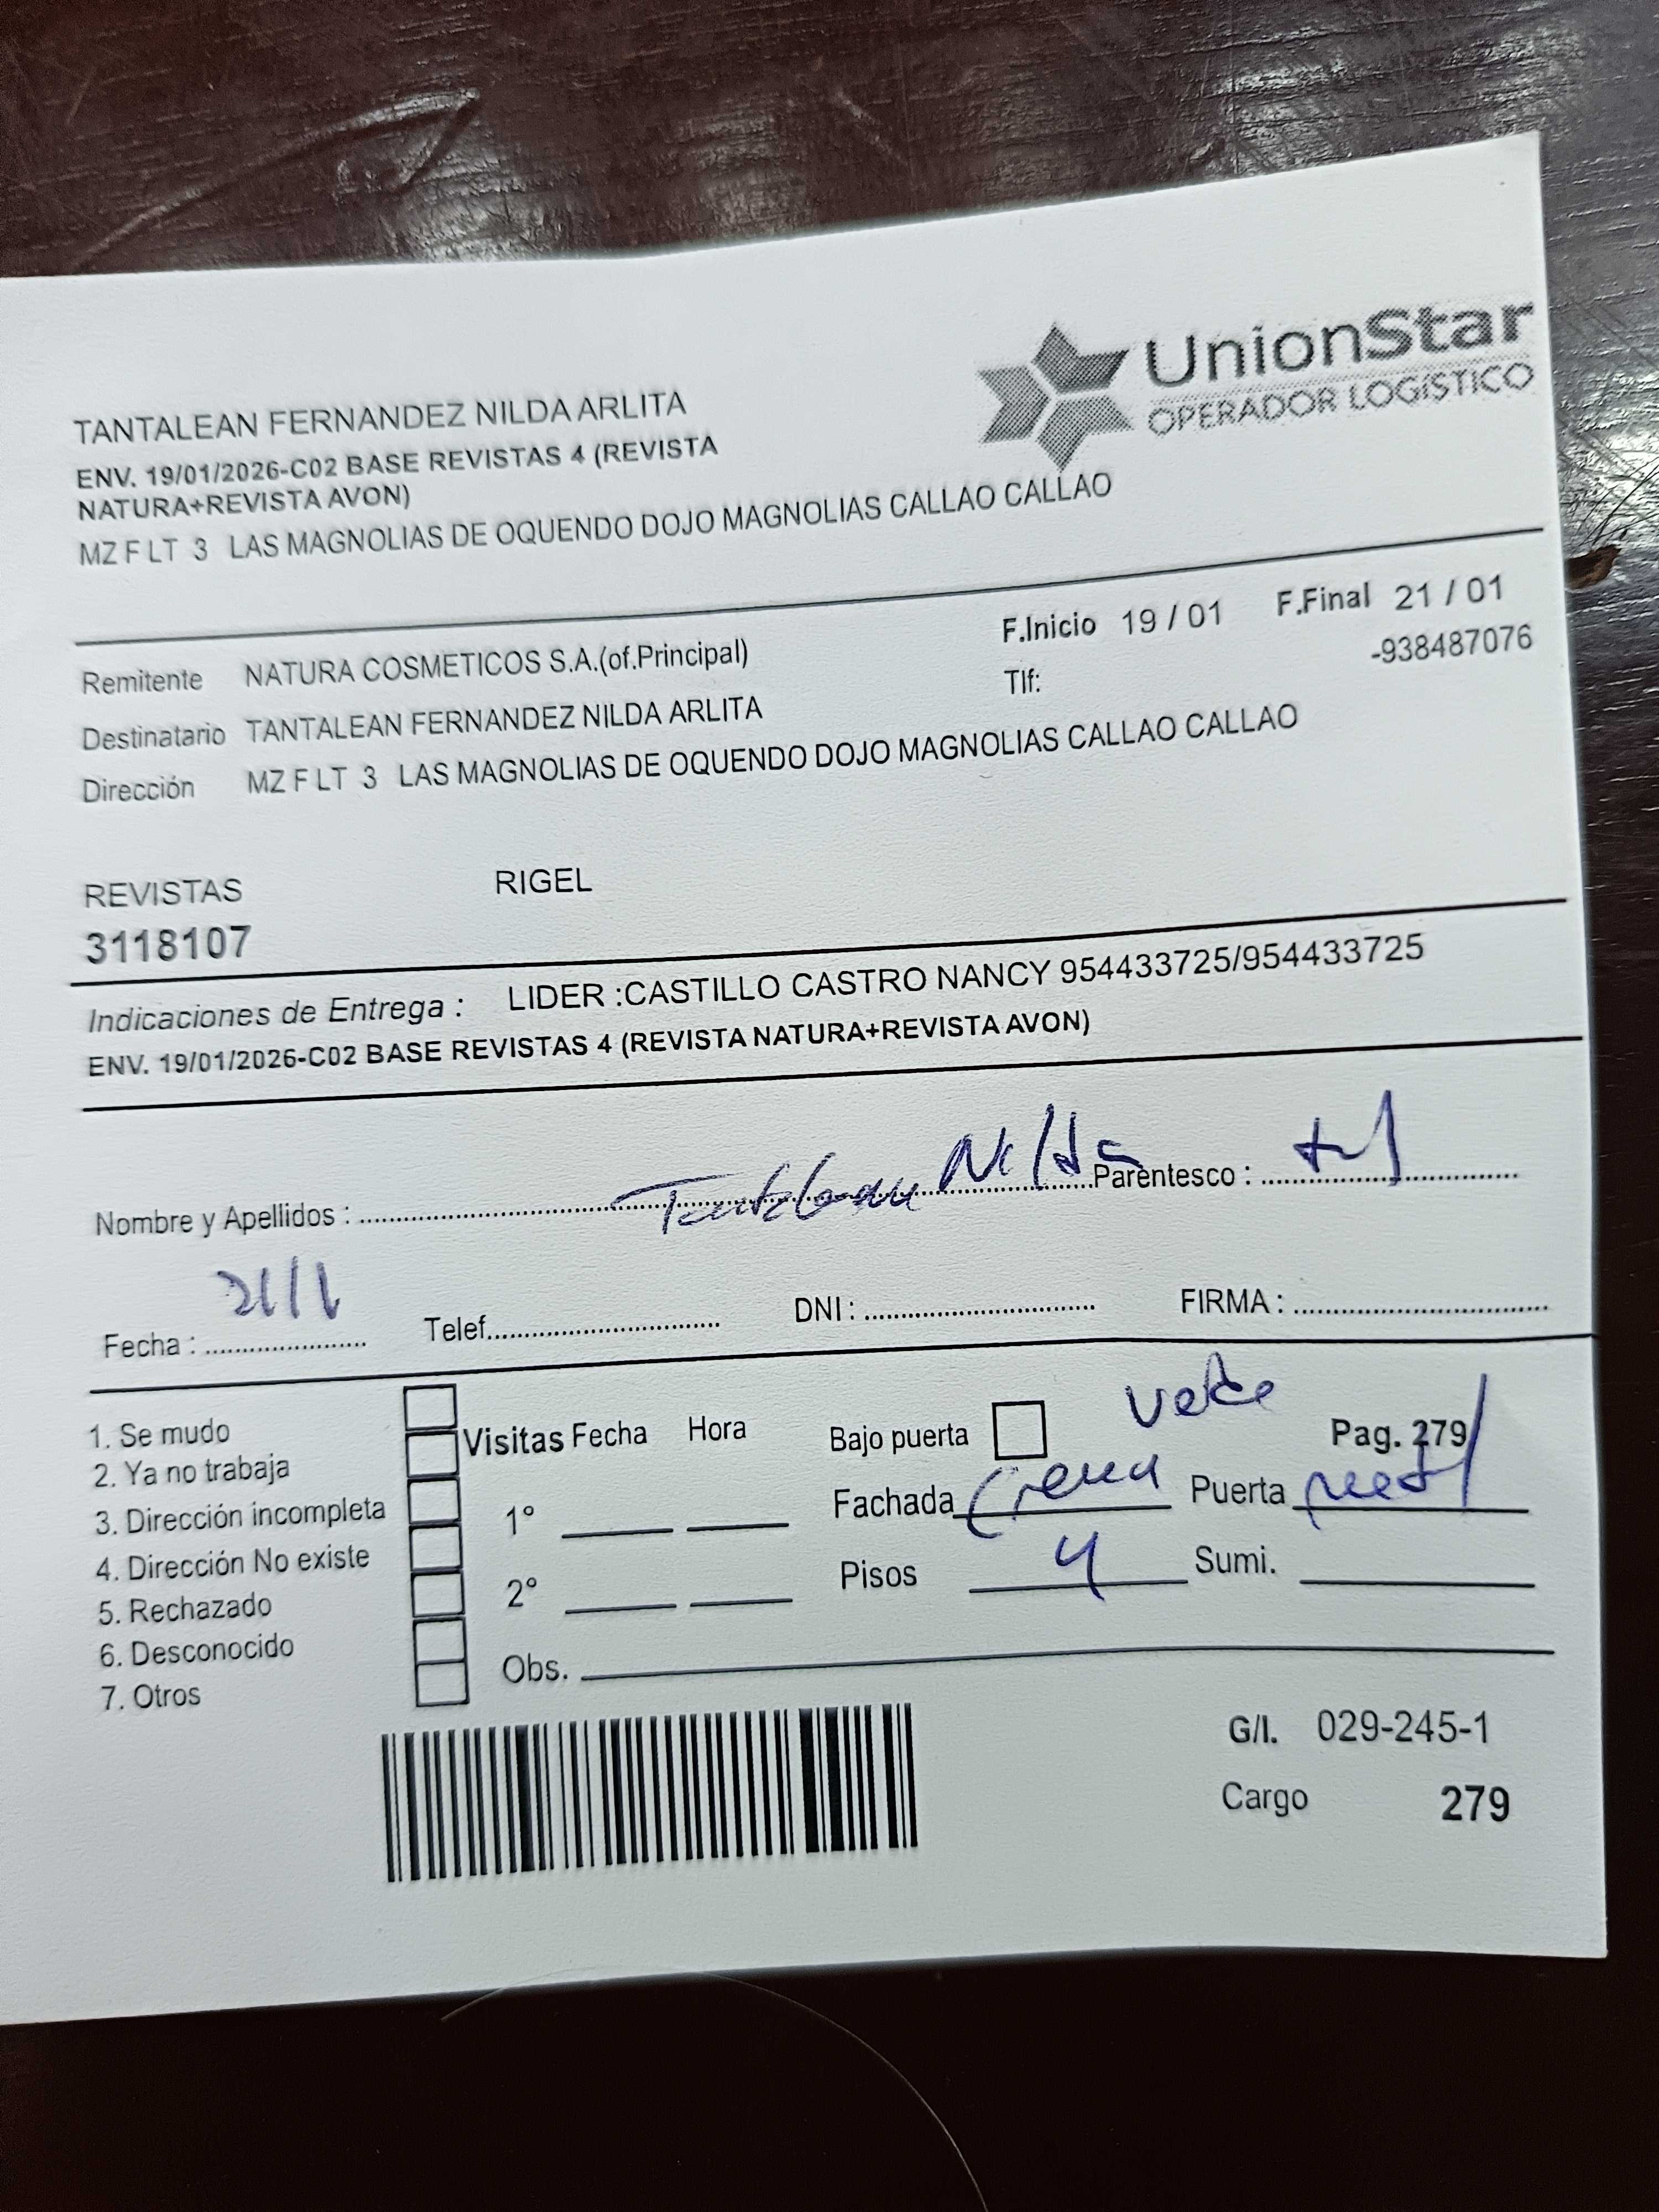 UnionStar
OPERADOR LOGÍSTICO
TANTALEAN FERNANDEZ NILDA ARLITA
ENV. 19/01/2026-C02 BASE REVISTAS 4 (REVISTA
NATURA+REVISTA AVON)
MZ F LT 3 LAS MAGNOLIAS DE OQUENDO DOJO MAGNOLIAS CALLAO CALLAO
F.Inicio 19 / 01 F.Final 21 / 01
Remitente NATURA COSMETICOS S.A.(of.Principal)
Tlf: -938487076
Destinatario TANTALEAN FERNANDEZ NILDA ARLITA
Dirección MZ F LT 3 LAS MAGNOLIAS DE OQUENDO DOJO MAGNOLIAS CALLAO CALLAO
REVISTAS RIGEL
3118107
Indicaciones de Entrega : LIDER :CASTILLO CASTRO NANCY 954433725/954433725
ENV. 19/01/2026-C02 BASE REVISTAS 4 (REVISTA NATURA+REVISTA AVON)
Nombre y Apellidos : Tantalean Nilda Parentesco :
Fecha : 21/1 Telef. DNI : FIRMA :
1. Se mudo
2. Ya no trabaja
3. Dirección incompleta
4. Dirección No existe
5. Rechazado
6. Desconocido
7. Otros
Visitas Fecha Hora
1°
2°
Obs.
Bajo puerta Pag. 279
Fachada Crema Puerta
Pisos 4 Sumi.
G/I. 029-245-1
Cargo 279